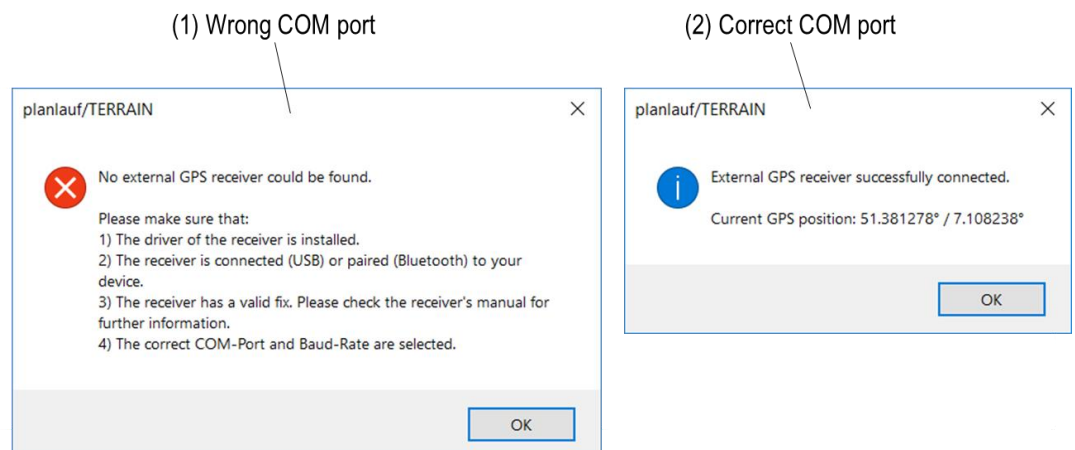 (1) Wrong COM port
(2) Correct COM port
planlauf/TERRAIN
No external GPS receiver could be found.
Please make sure that:
1) The driver of the receiver is installed.
2) The receiver is connected (USB) or paired (Bluetooth) to your
device.
3) The receiver has a valid fix. Please check the receiver's manual for
further information.
4) The correct COM-Port and Baud-Rate are selected.
OK
planlauf/TERRAIN
External GPS receiver successfully connected.
Current GPS position: 51.381278° / 7.108238°
OK